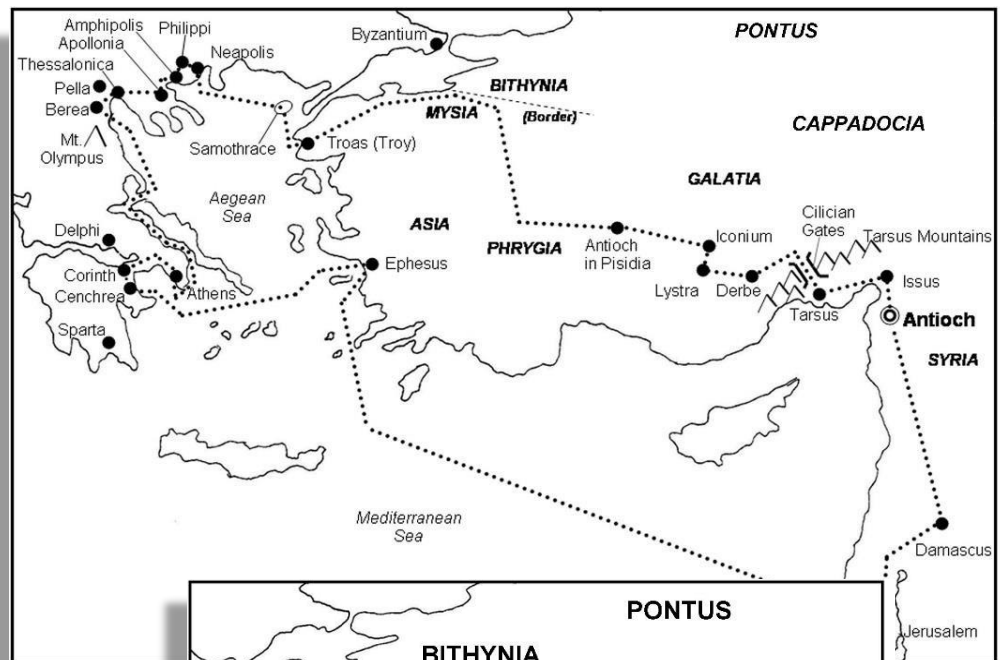 Amphipolis
Philippi
Apollonia
Neapolis
Thessalonica
Pella
Berea
Mt.
Olympus
Byzantium
PONTUS
BITHYNIA
MYSIA
(Border)
CAPPADOCIA
Samothrace
Troas (Troy)
GALATIA
Aegean
Sea
ASIA
PHRYGIA
Antioch
in Pisidia
Iconium
Cilician
Gates
Tarsus Mountains
Delphi
Corinth
Cenchrea
Athens
Ephesus
Lystra
Derbe
Tarsus
Issus
Antioch
SYRIA
Sparta
Mediterranean
Sea
Damascus
Jerusalem
PONTUS
BITHYNIA